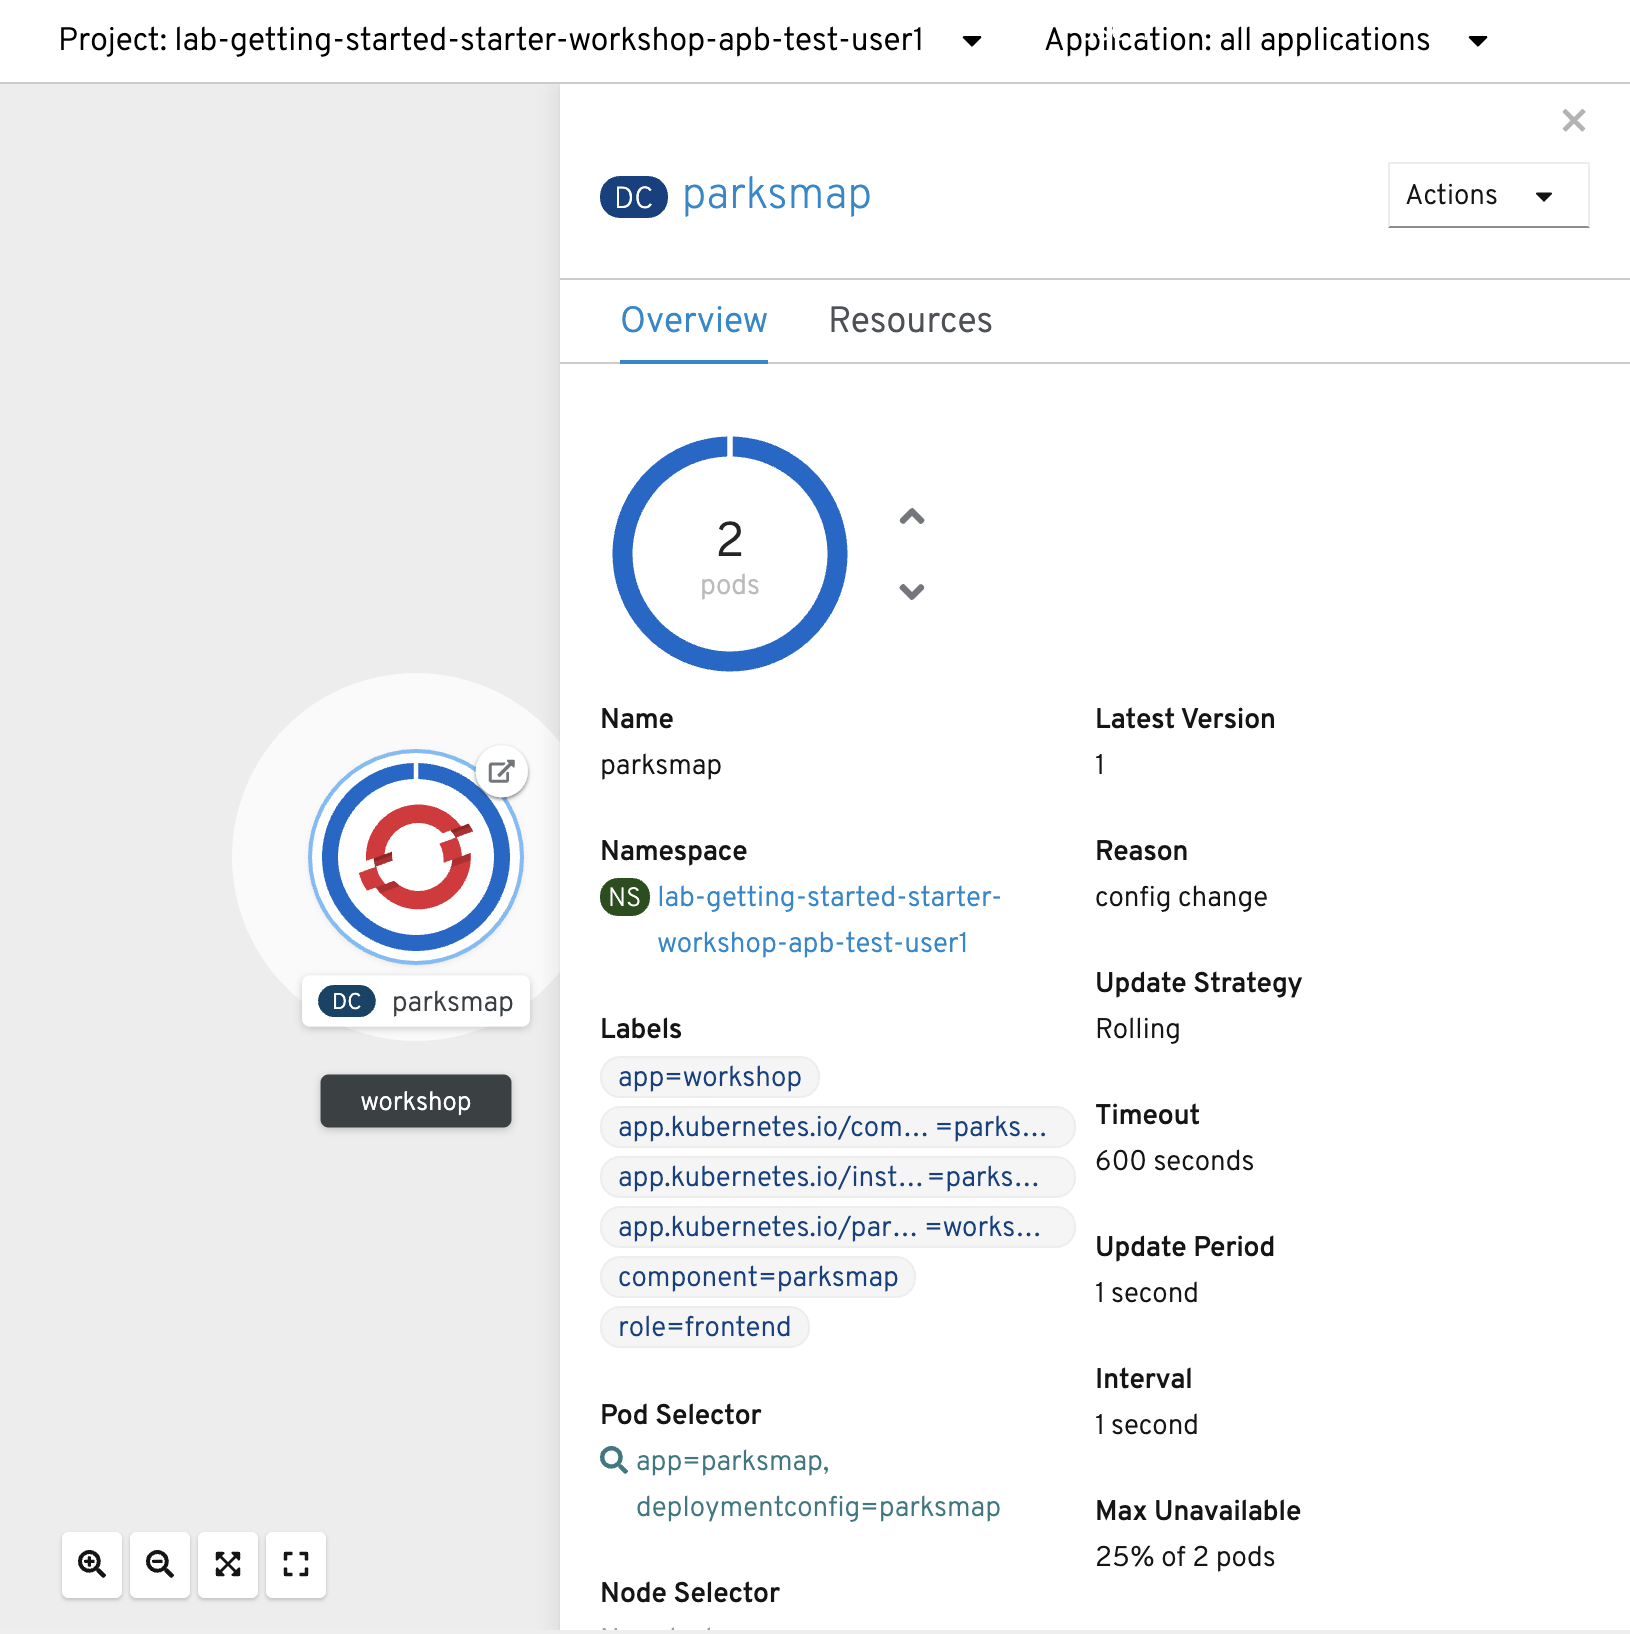 Project: lab-getting-started-starter-workshop-apb-test-user1
Application: all applications
DC parksmap
Actions
Overview
Resources
2
pods
Name
parksmap
Namespace
NS lab-getting-started-starter-
workshop-apb-test-user1
Labels
app=workshop
app.kubernetes.io/com... =parks...
app.kubernetes.io/inst... =parks...
app.kubernetes.io/par... =works...
component=parksmap
role=frontend
Pod Selector
app=parksmap,
deploymentconfig=parksmap
Node Selector
Latest Version
1
Reason
config change
Update Strategy
Rolling
Timeout
600 seconds
Update Period
1 second
Interval
1 second
Max Unavailable
25% of 2 pods
DC parksmap
workshop